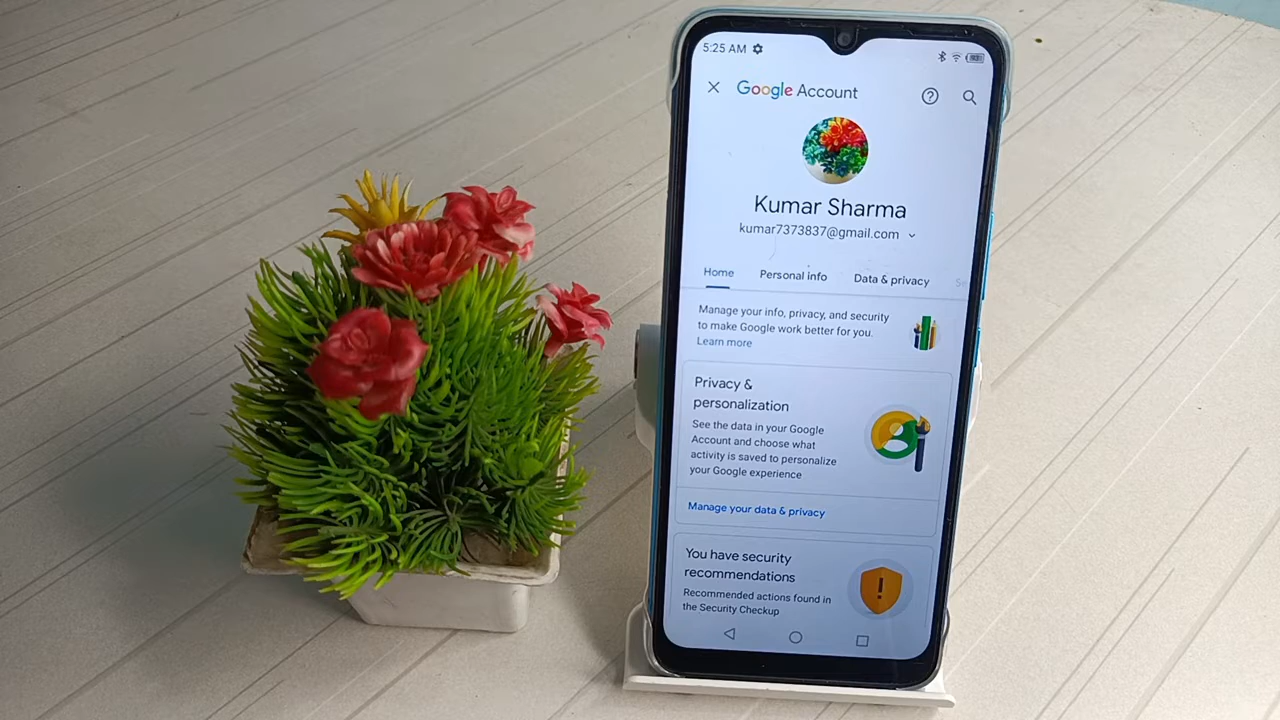 5:25 AM
Google Account
Kumar Sharma
kumar7373837@gmail.com
Home Personal info Data & privacy
Manage your info, privacy, and security
to make Google work better for you.
Learn more
Privacy &
personalization
See the data in your Google
Account and choose what
activity is saved to personalize
your Google experience
Manage your data & privacy
You have security
recommendations
Recommended actions found in
the Security Checkup